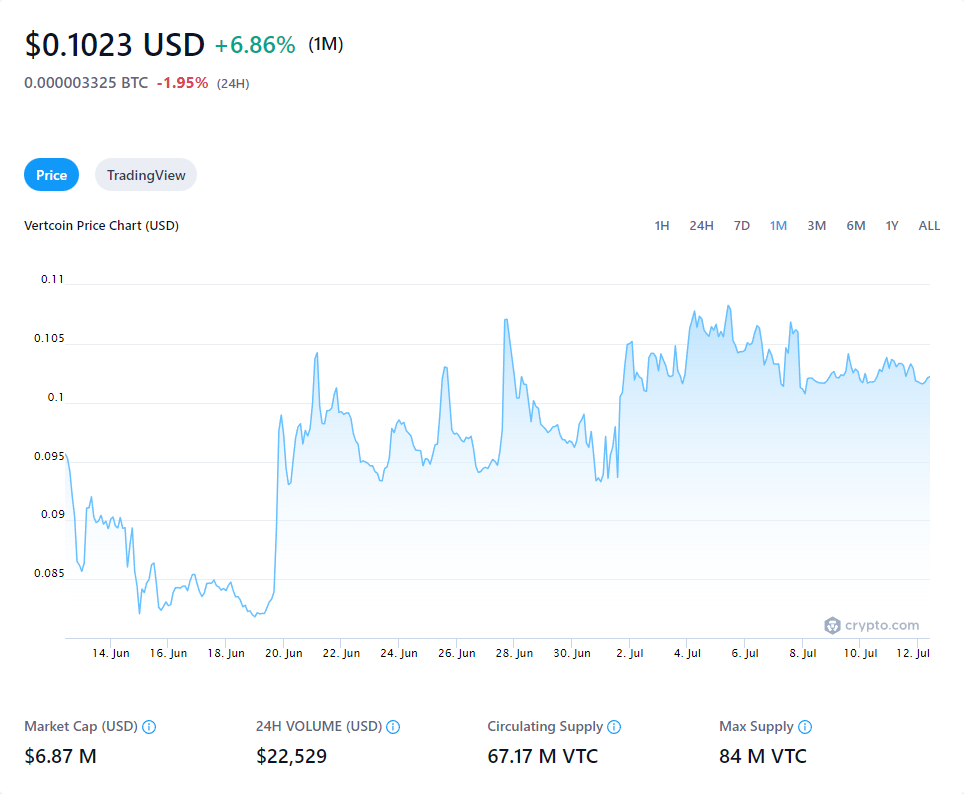 $0.1023 USD +6.86% (1M)
0.000003325 BTC -1.95% (24H)
Price TradingView
Vertcoin Price Chart (USD) 1H 24H 7D 1M 3M 6M 1Y ALL
0.11
0.105
0.1
0.095
0.09
0.085
crypto.com
14. Jun 16. Jun 18. Jun 20. Jun 22. Jun 24. Jun 26. Jun 28. Jun 30. Jun 2. Jul 4. Jul 6. Jul 8. Jul 10. Jul 12. Jul
Market Cap (USD) 24H VOLUME (USD) Circulating Supply Max Supply
$6.87 M $22,529 67.17 M VTC 84 M VTC